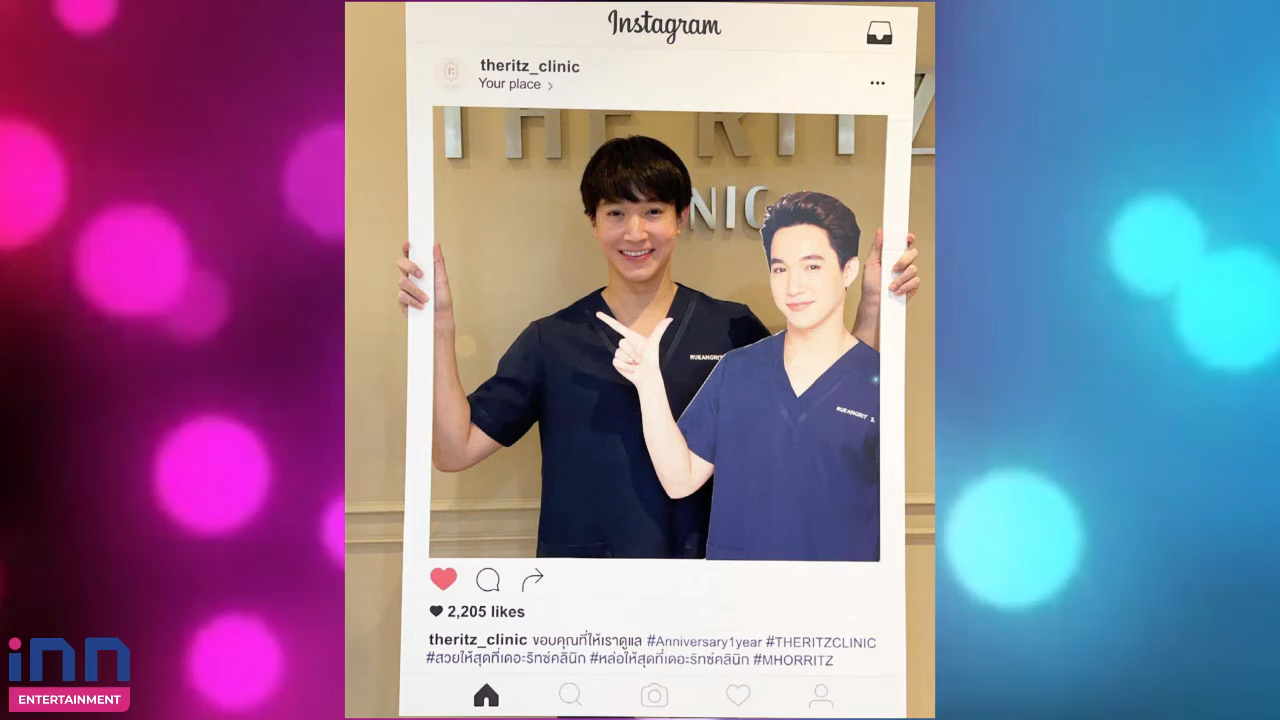 Instagram
theritz_clinic
Your place >
THE RITZ
NIC
RUEANGRIT
RUEANGRIT S.
2,205 likes
theritz_clinic ขอบคุณที่ให้เราดูแล #Anniversary1year #THERITZCLINIC
#สวยให้สุดที่เดอะริทซ์คลินิก #หล่อให้สุดที่เดอะริทซ์คลินิก #MHORRITZ
inn
ENTERTAINMENT